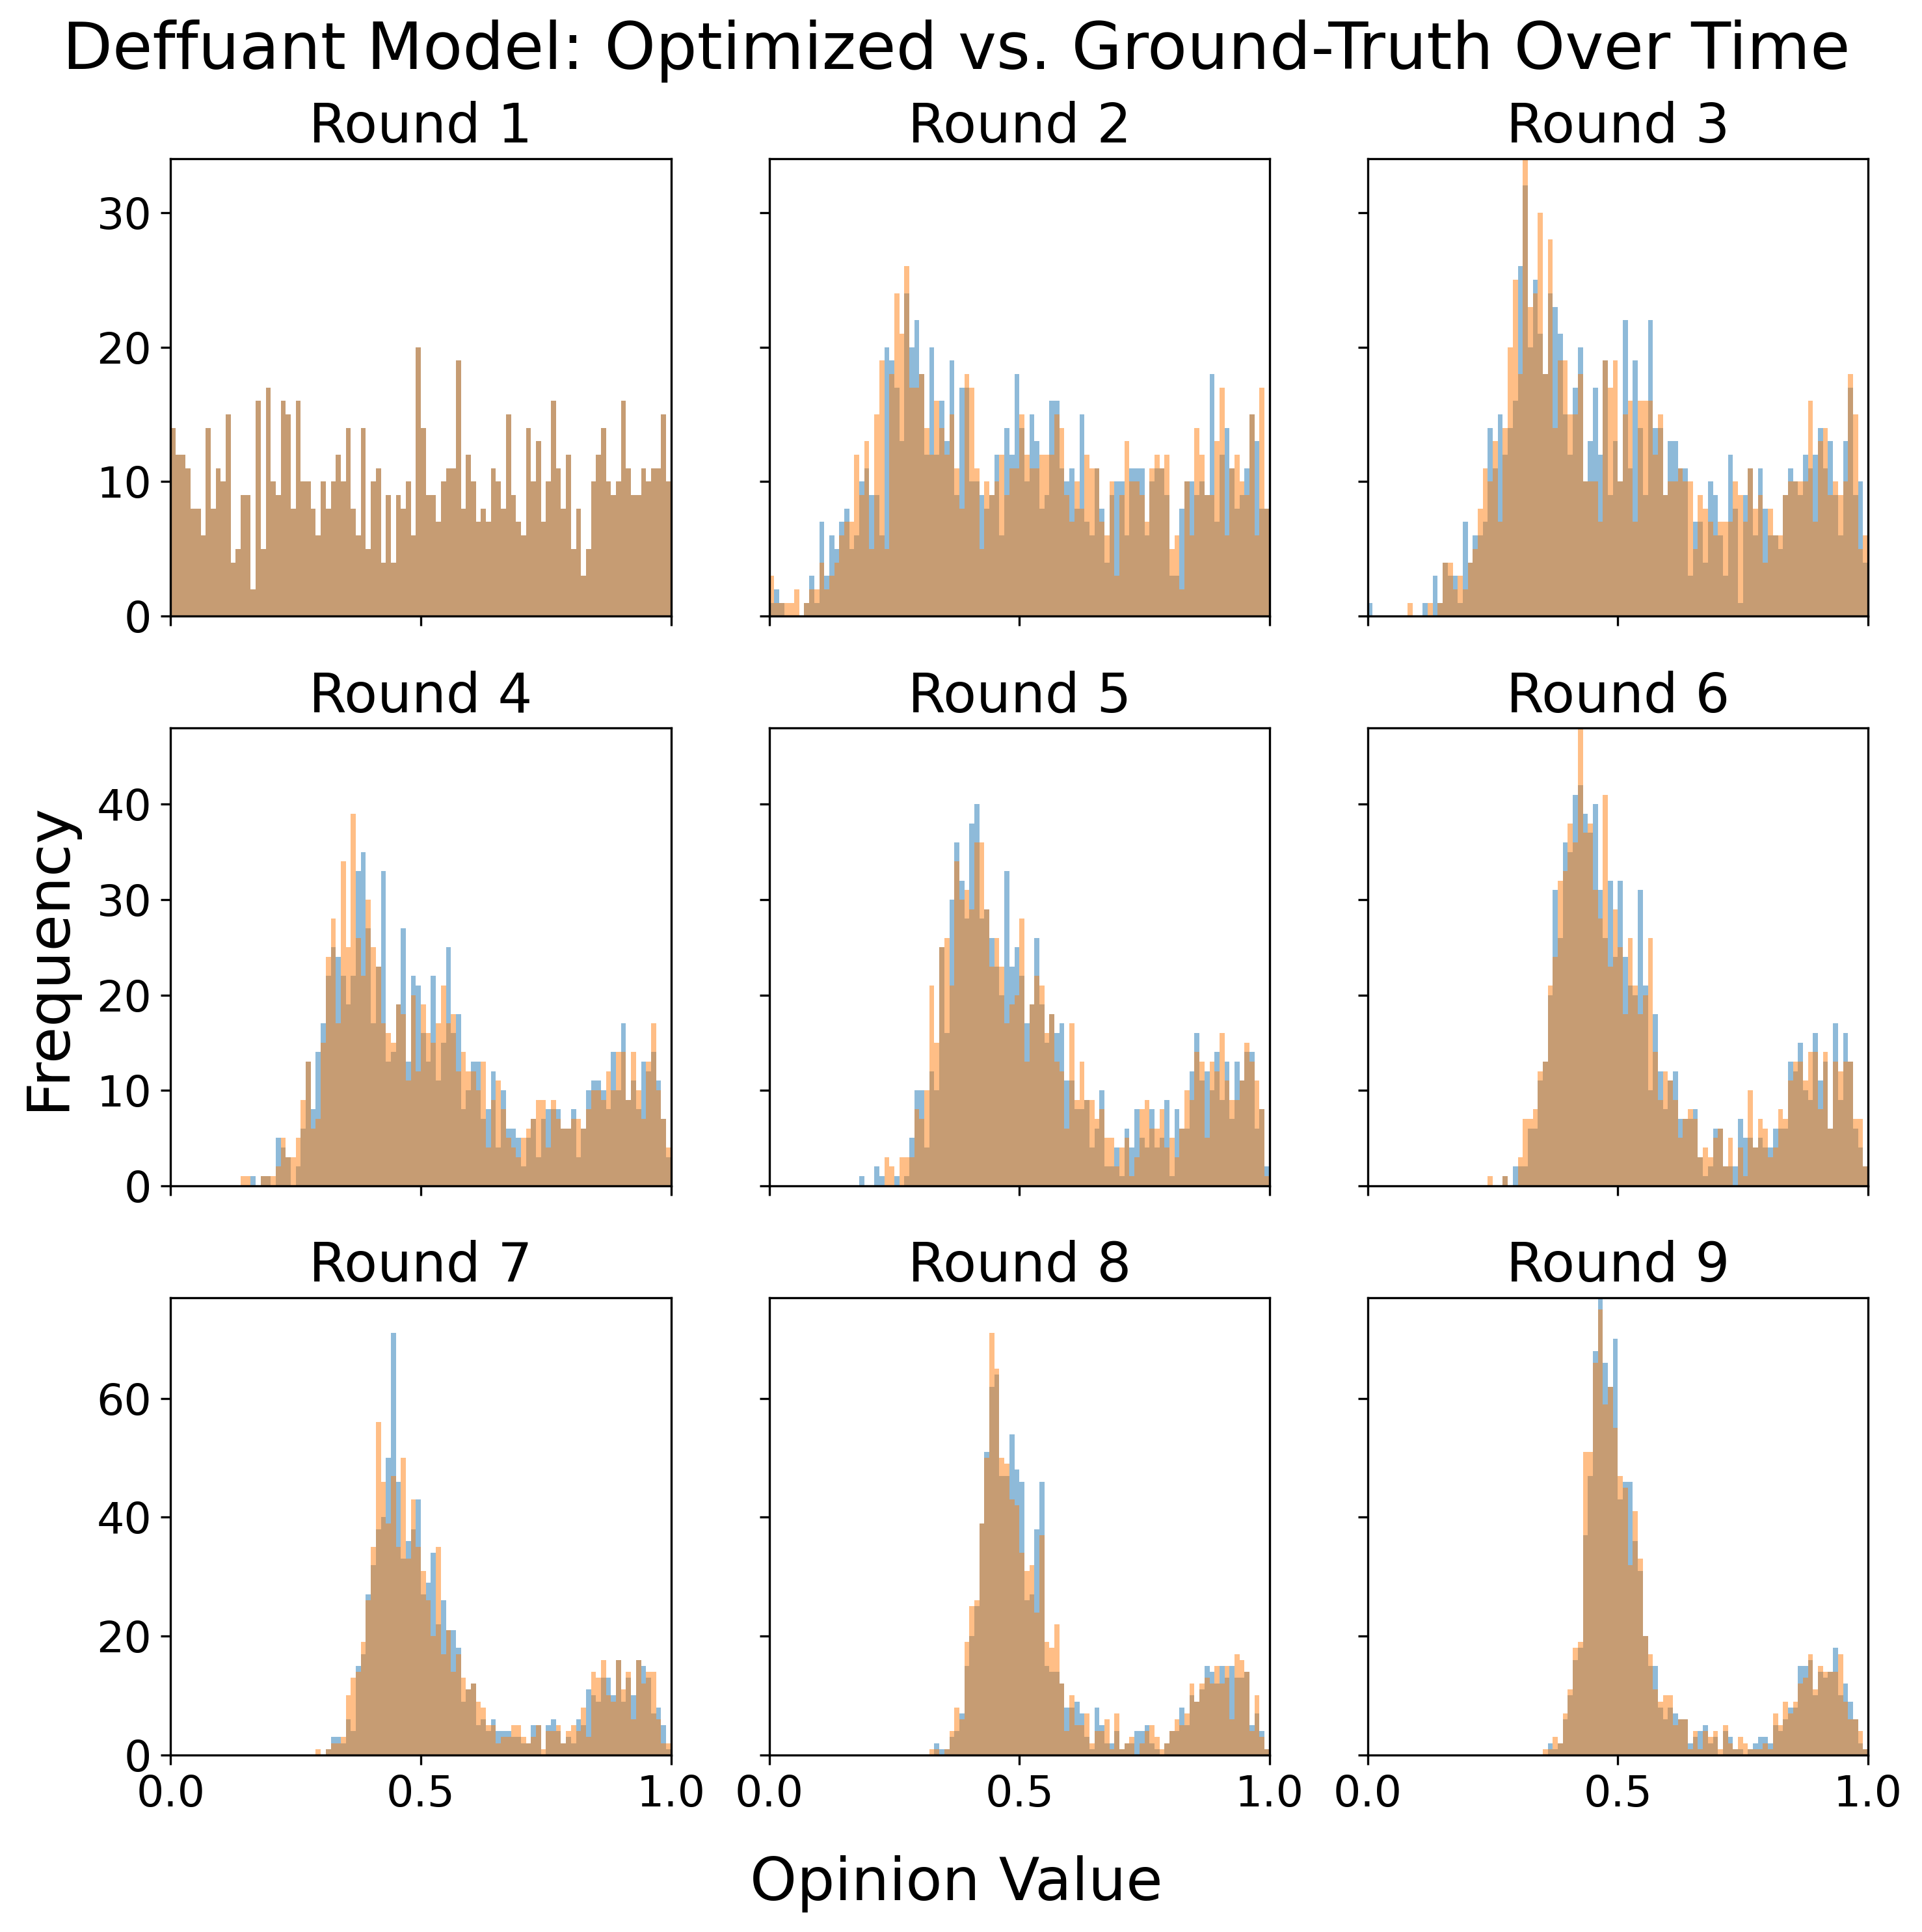 Deffuant Model: Optimized vs. Ground-Truth Over Time
Round 1
Round 2
Round 3
30
20
10
0
Round 4
Round 5
Round 6
40
30
20
10
0
Round 7
Round 8
Round 9
60
40
20
0
0.0 0.5 1.0 0.0 0.5 1.0 0.0 0.5 1.0
Frequency
Opinion Value